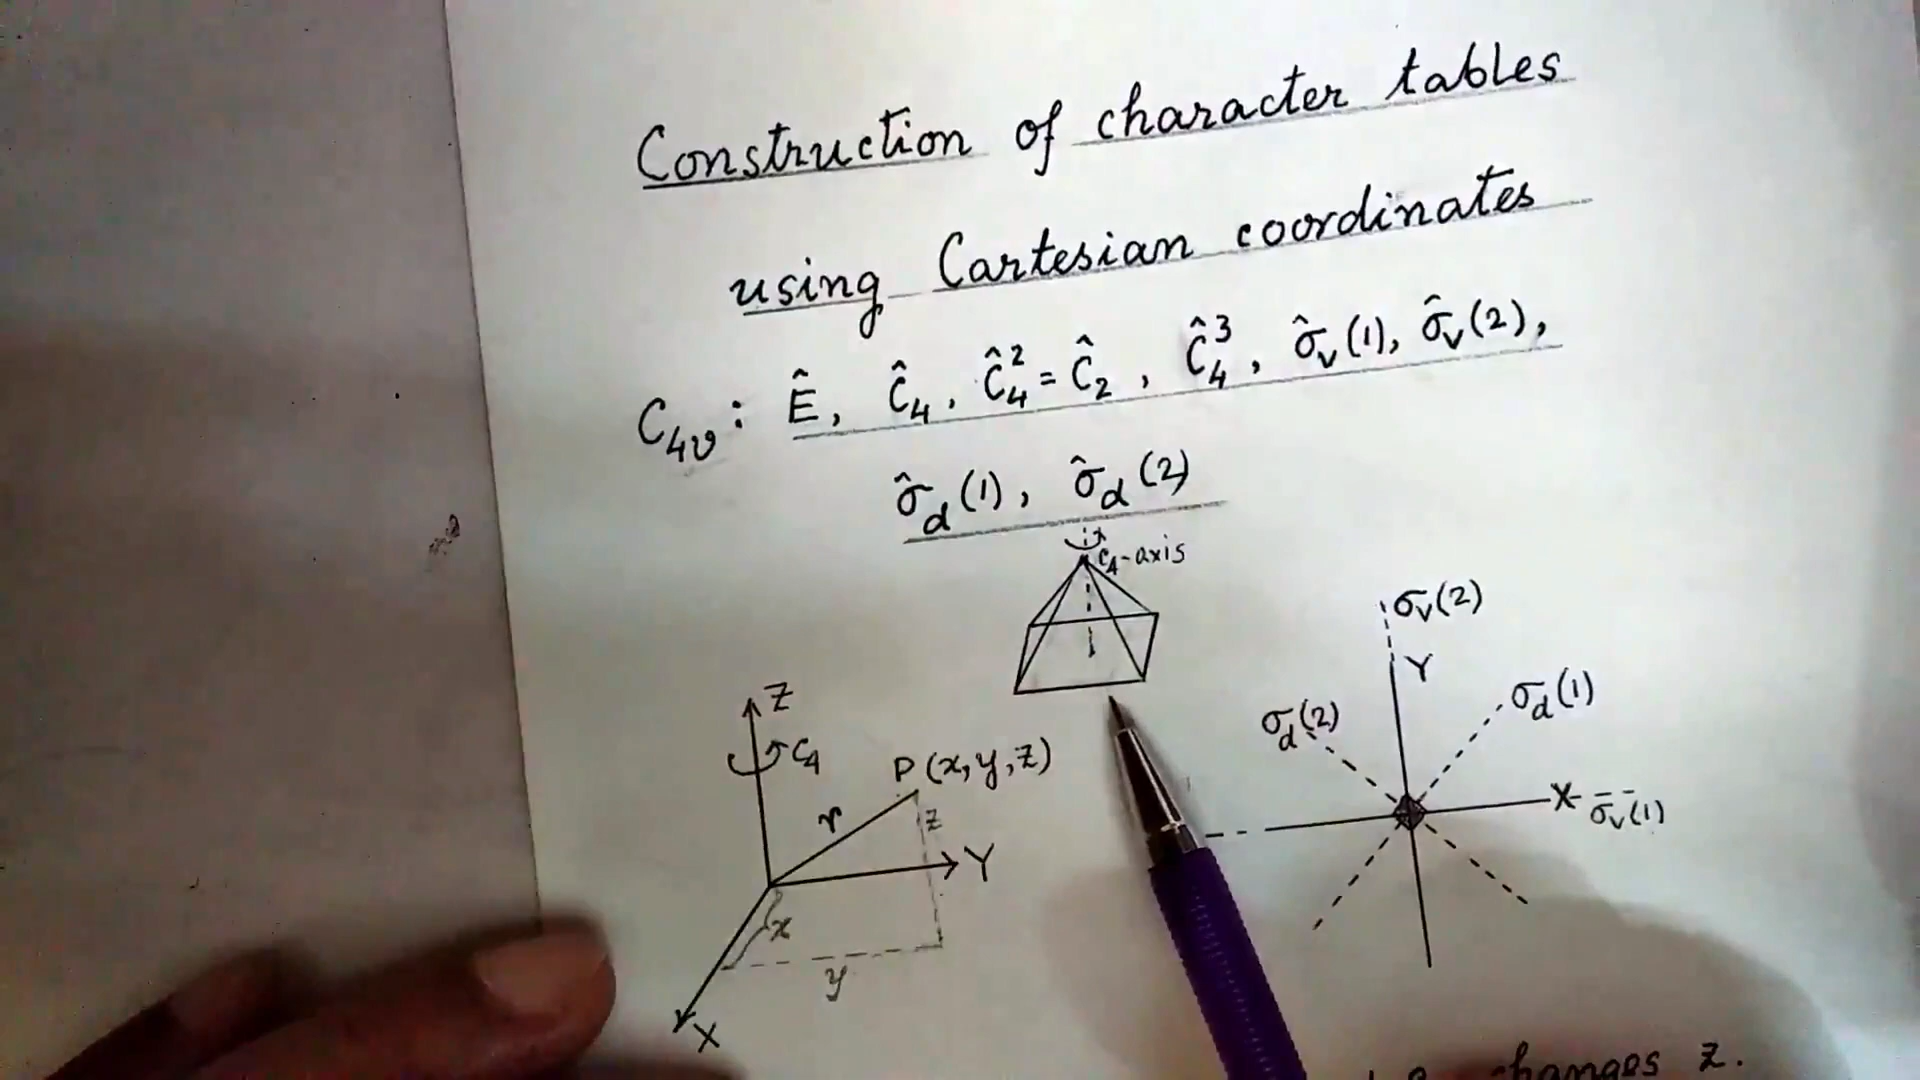 Construction of character tables
using Cartesian coordinates
C₄ᵥ : Ê, Ĉ₄, Ĉ₄² = Ĉ₂, Ĉ₄³, σ̂ᵥ(1), σ̂ᵥ(2),
σ̂d(1), σ̂d(2)
C₄-axis
Z
C₄
P(x, y, z)
r
z
Y
x
y
X
σᵥ(2)
Y
σd(1)
σd(2)
X
σᵥ(1)
changes z.